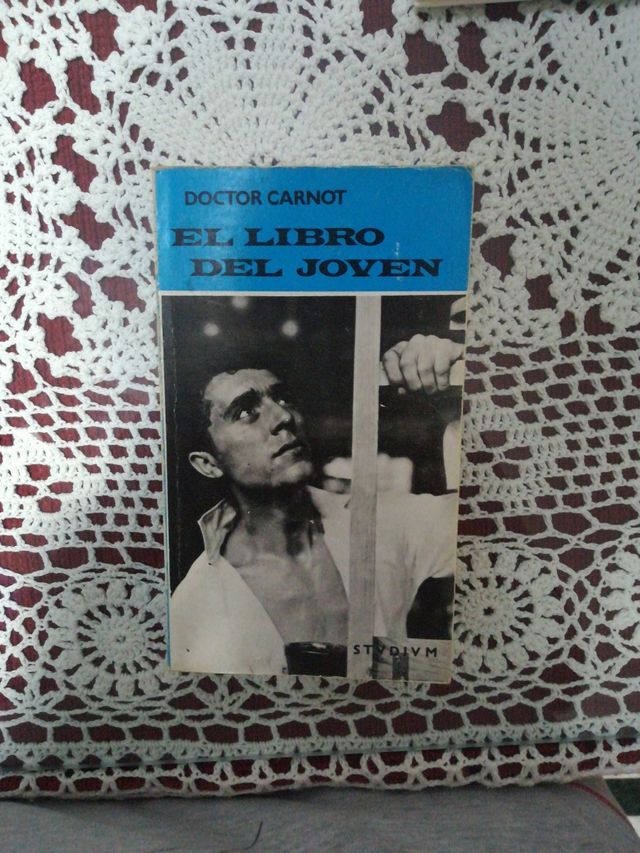 DOCTOR CARNOT
EL LIBRO
DEL JOVEN
STVDIVM